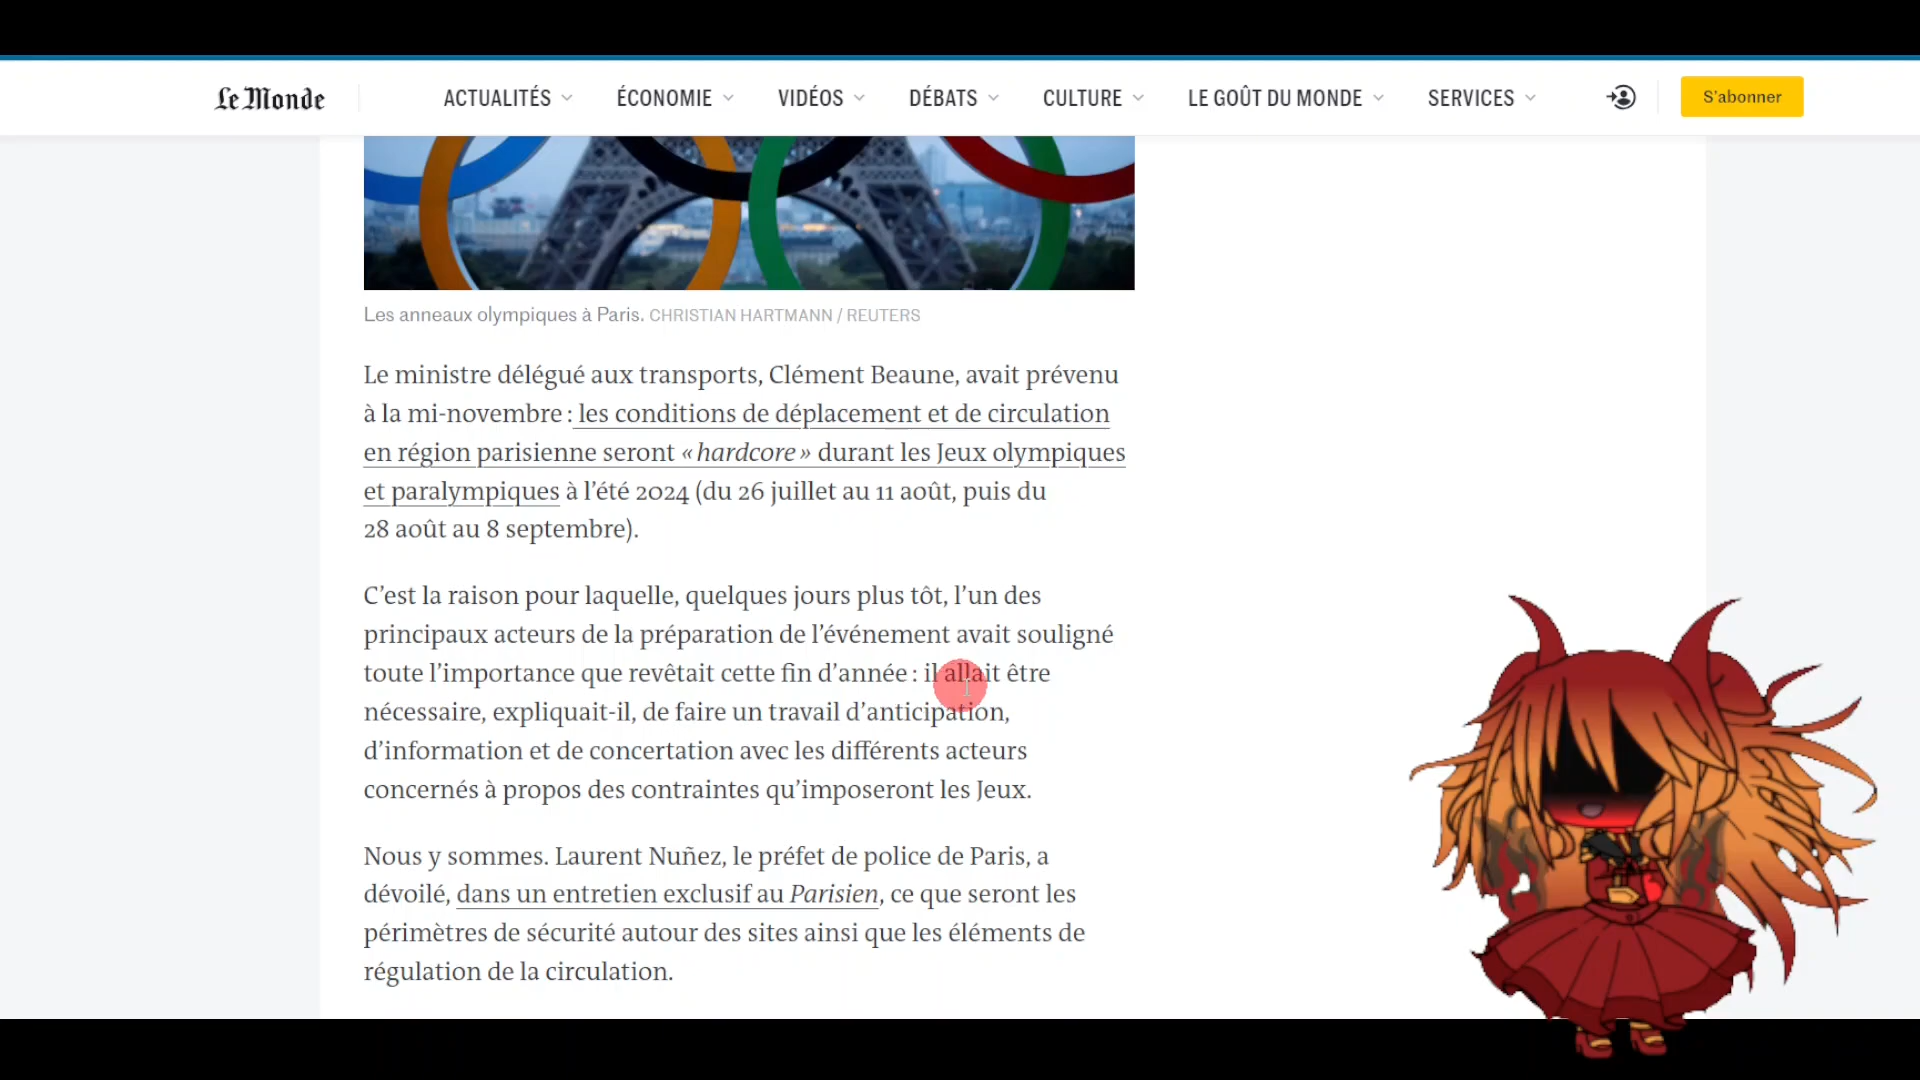 Le Monde
ACTUALITÉS
ÉCONOMIE
VIDÉOS
DÉBATS
CULTURE
LE GOÛT DU MONDE
SERVICES
S'abonner
Les anneaux olympiques à Paris. CHRISTIAN HARTMANN / REUTERS
Le ministre délégué aux transports, Clément Beaune, avait prévenu
à la mi-novembre : les conditions de déplacement et de circulation
en région parisienne seront « hardcore » durant les Jeux olympiques
et paralympiques à l’été 2024 (du 26 juillet au 11 août, puis du
28 août au 8 septembre).
C’est la raison pour laquelle, quelques jours plus tôt, l’un des
principaux acteurs de la préparation de l’événement avait souligné
toute l’importance que revêtait cette fin d’année : il allait être
nécessaire, expliquait-il, de faire un travail d’anticipation,
d’information et de concertation avec les différents acteurs
concernés à propos des contraintes qu’imposeront les Jeux.
Nous y sommes. Laurent Nuñez, le préfet de police de Paris, a
dévoilé, dans un entretien exclusif au Parisien, ce que seront les
périmètres de sécurité autour des sites ainsi que les éléments de
régulation de la circulation.